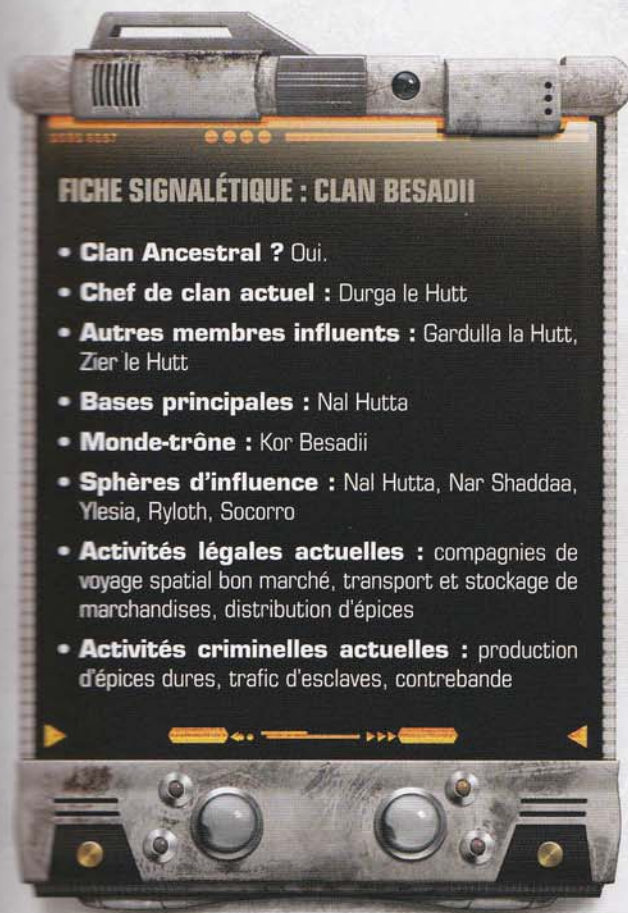 FICHE SIGNALÉTIQUE : CLAN BESADII
• Clan Ancestral ? Oui.
• Chef de clan actuel : Durga le Hutt
• Autres membres influents : Gardulla la Hutt,
Zier le Hutt
• Bases principales : Nal Hutta
• Monde-trône : Kor Besadii
• Sphères d'influence : Nal Hutta, Nar Shaddaa,
Ylesia, Ryloth, Socorro
• Activités légales actuelles : compagnies de
voyage spatial bon marché, transport et stockage de
marchandises, distribution d'épices
• Activités criminelles actuelles : production
d'épices dures, trafic d'esclaves, contrebande